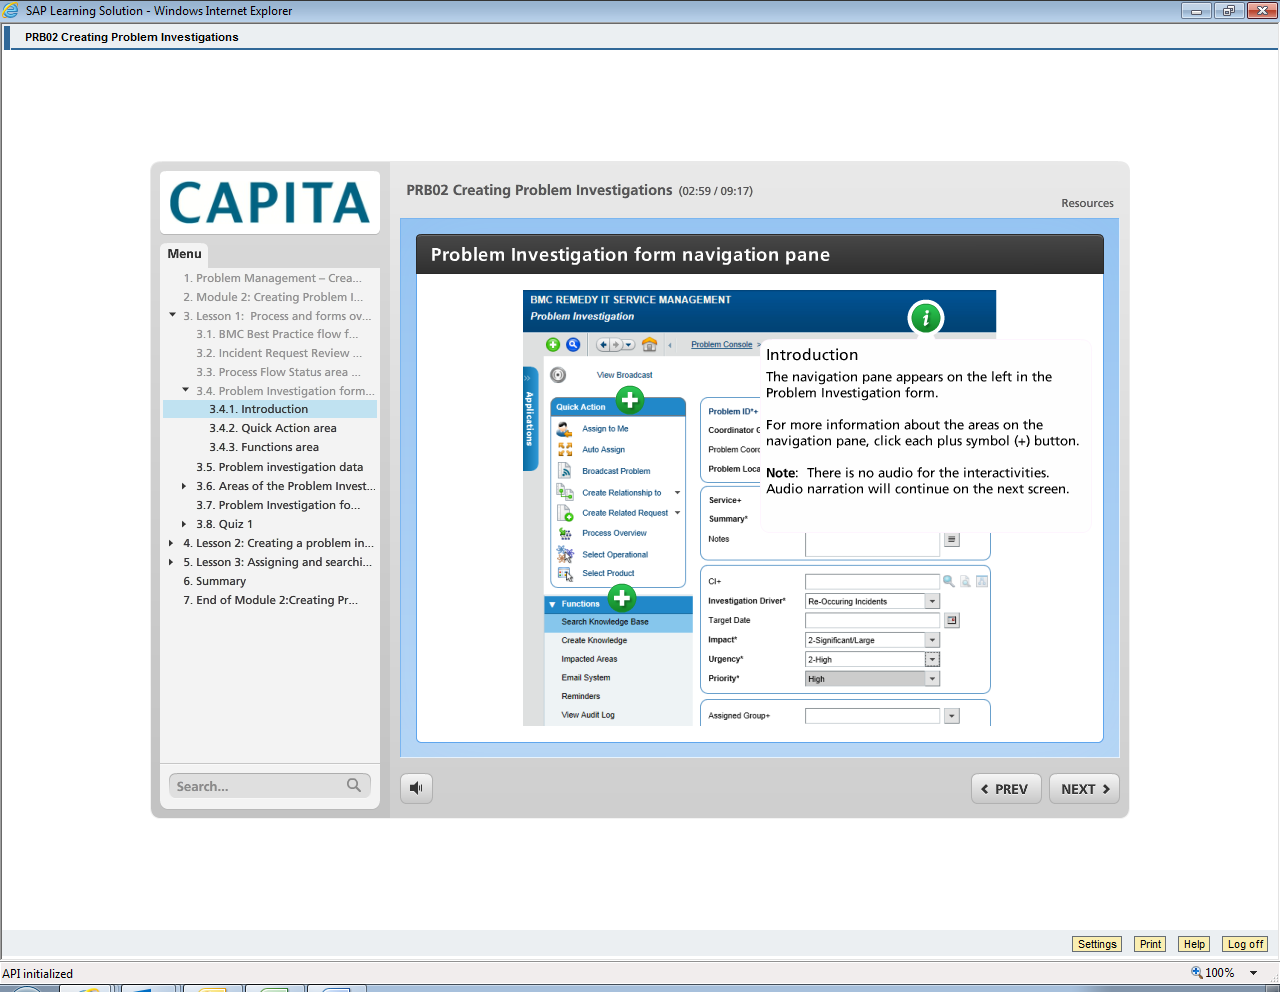 SAP Learning Solution - Windows Internet Explorer
PRB02 Creating Problem Investigations
CAPITA
PRB02 Creating Problem Investigations (02:59 / 09:17)
Resources
Menu
1. Problem Management – Crea...
2. Module 2: Creating Problem I...
3. Lesson 1: Process and forms ov...
3.1. BMC Best Practice flow f...
3.2. Incident Request Review ...
3.3. Process Flow Status area ...
3.4. Problem Investigation form...
3.4.1. Introduction
3.4.2. Quick Action area
3.4.3. Functions area
3.5. Problem investigation data
3.6. Areas of the Problem Invest...
3.7. Problem Investigation fo...
3.8. Quiz 1
4. Lesson 2: Creating a problem in...
5. Lesson 3: Assigning and searchi...
6. Summary
7. End of Module 2:Creating Pr...
Search...
Problem Investigation form navigation pane
BMC REMEDY IT SERVICE MANAGEMENT
Problem Investigation
Problem Console >
Applications
View Broadcast
Quick Action
Assign to Me
Auto Assign
Broadcast Problem
Create Relationship to
Create Related Request
Process Overview
Select Operational
Select Product
Functions
Search Knowledge Base
Create Knowledge
Impacted Areas
Email System
Reminders
View Audit Log
Problem ID*+
Coordinator G
Problem Coord
Problem Loca
Service+
Summary*
Notes
CI+
Investigation Driver* Re-Occuring Incidents
Target Date
Impact* 2-Significant/Large
Urgency* 2-High
Priority* High
Assigned Group+
i
Introduction
The navigation pane appears on the left in the
Problem Investigation form.
For more information about the areas on the
navigation pane, click each plus symbol (+) button.
Note: There is no audio for the interactivities.
Audio narration will continue on the next screen.
PREV
NEXT
Settings
Print
Help
Log off
API initialized
100%